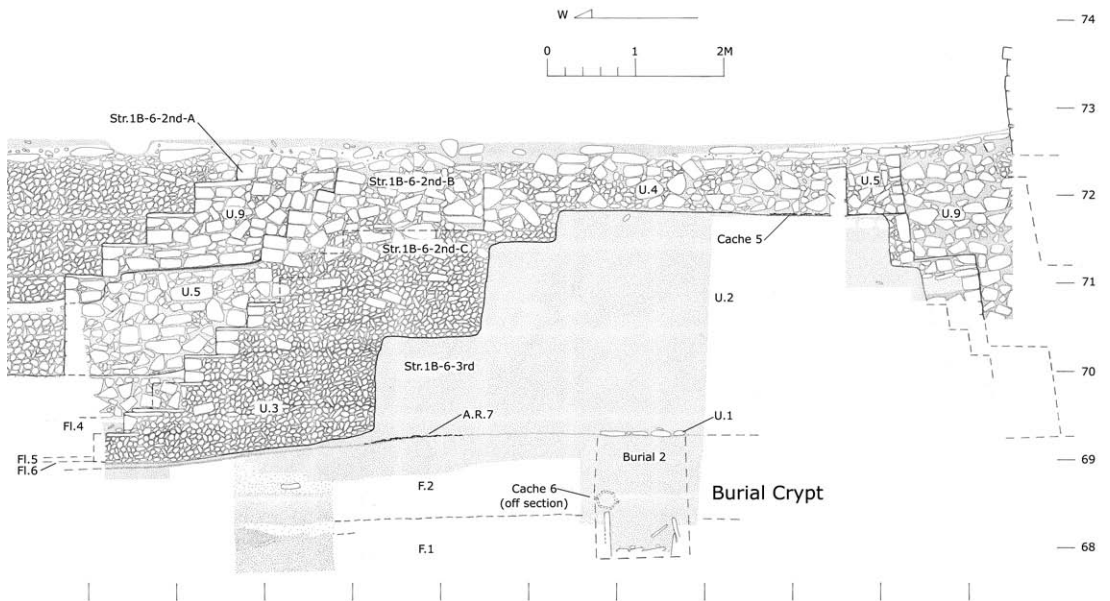 W
74
0
1
2M
73
Str.1B-6-2nd-A
Str.1B-6-2nd-B
U.4
U.5
72
U.9
U.9
Cache 5
Str.1B-6-2nd-C
71
U.5
U.2
Str.1B-6-3rd
70
U.3
A.R.7
U.1
Fl.4
Fl.5
Fl.6
69
Burial 2
F.2
Cache 6
(off section)
Burial Crypt
F.1
68